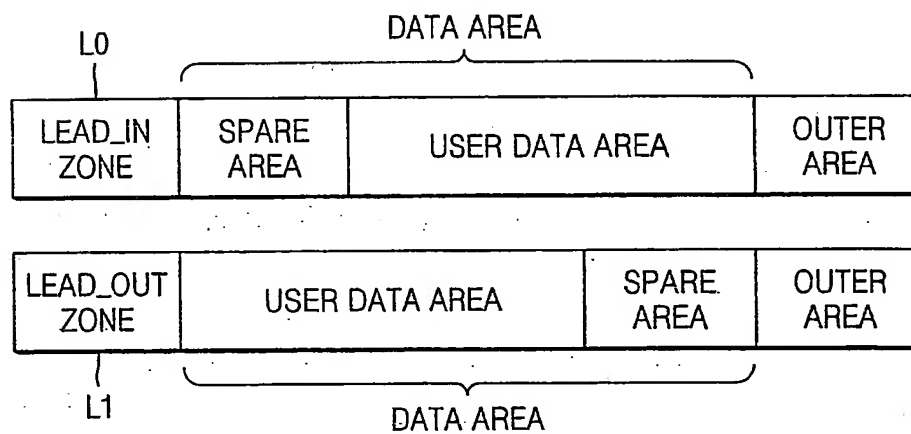 DATA AREA
L0
LEAD_IN ZONE
SPARE AREA
USER DATA AREA
OUTER AREA
LEAD_OUT ZONE
USER DATA AREA
SPARE AREA
OUTER AREA
L1
DATA AREA